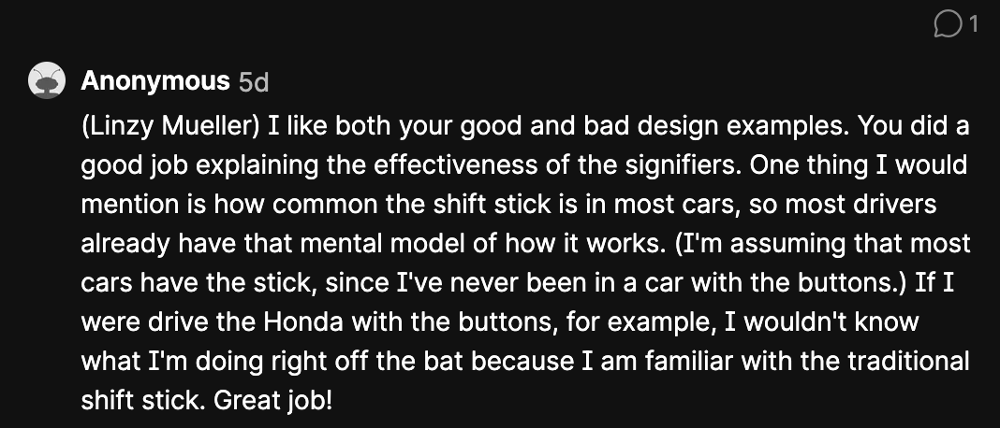 1
Anonymous 5d
(Linzy Mueller) I like both your good and bad design examples. You did a
good job explaining the effectiveness of the signifiers. One thing I would
mention is how common the shift stick is in most cars, so most drivers
already have that mental model of how it works. (I'm assuming that most
cars have the stick, since I've never been in a car with the buttons.) If I
were drive the Honda with the buttons, for example, I wouldn't know
what I'm doing right off the bat because I am familiar with the traditional
shift stick. Great job!